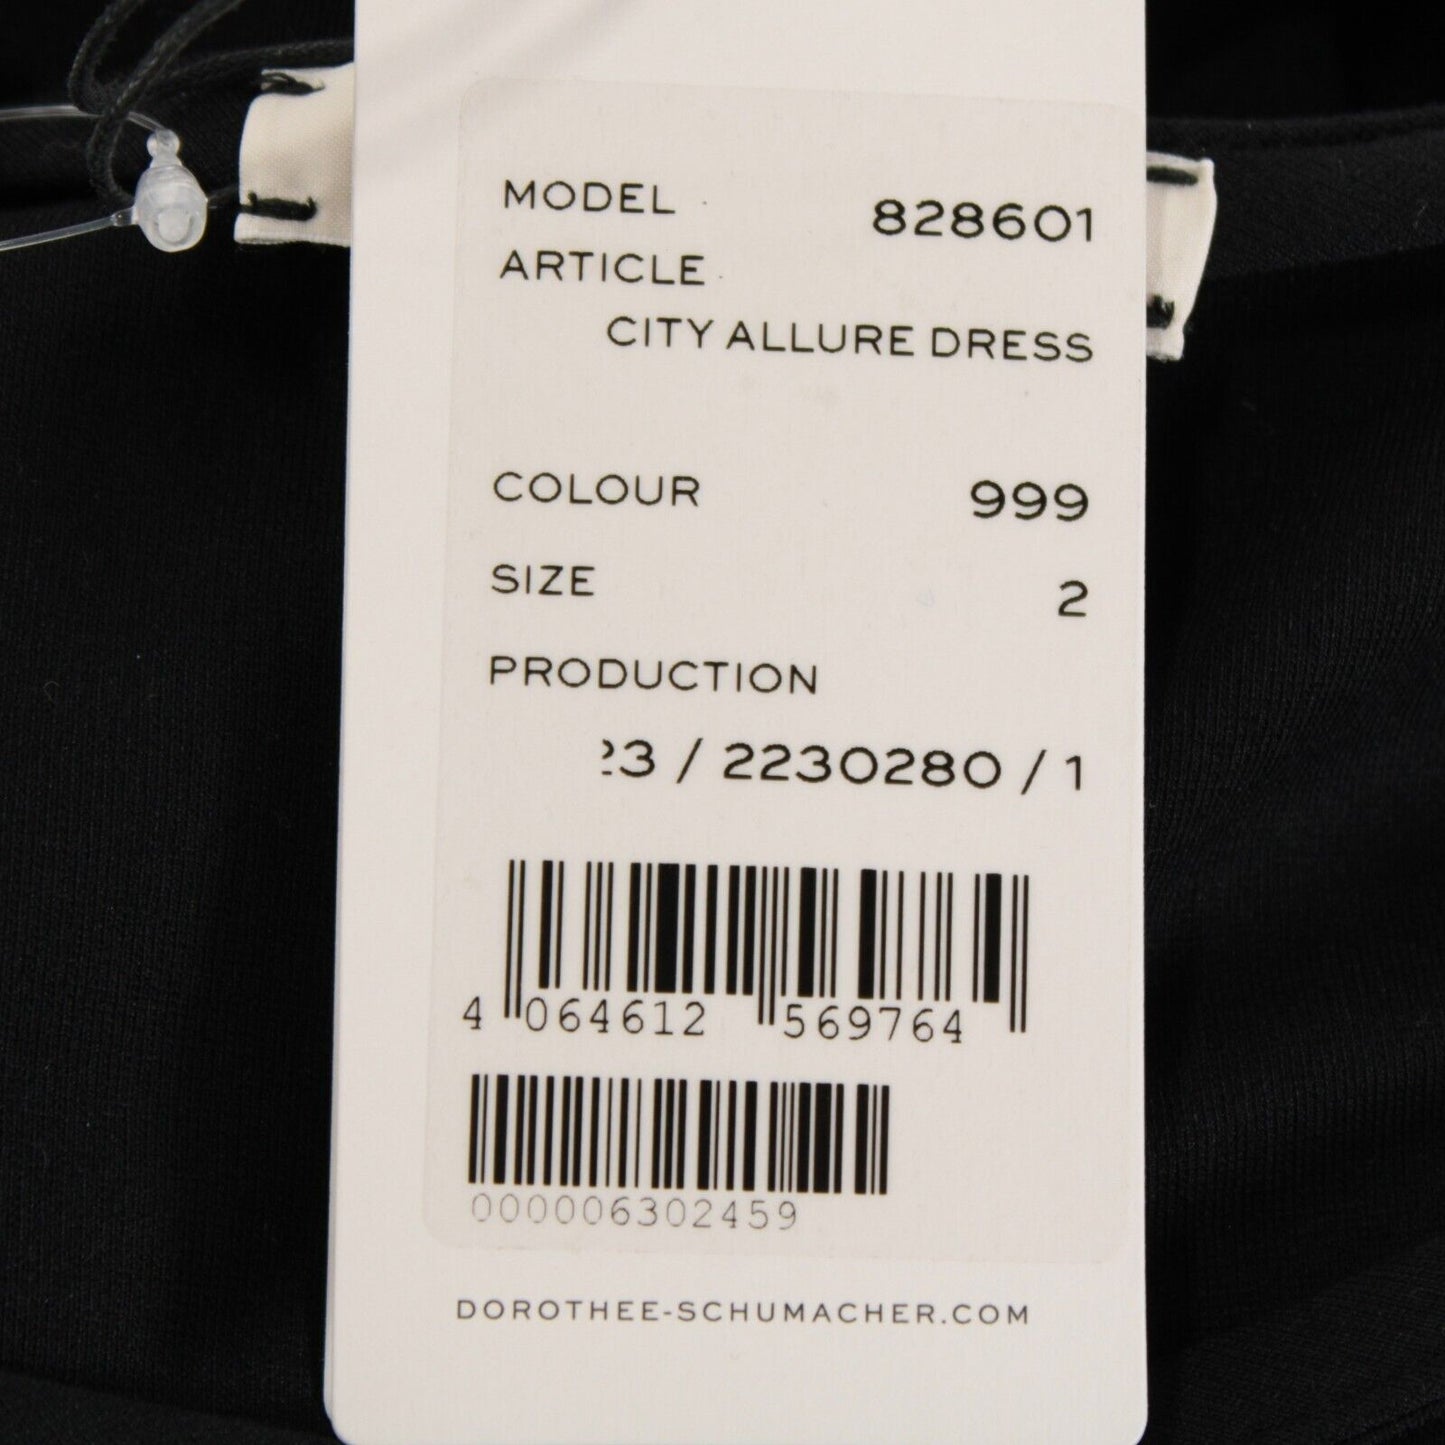 MODEL 828601
ARTICLE
CITY ALLURE DRESS
COLOUR 999
SIZE 2
PRODUCTION
23 / 2230280 / 1
4 064612 569764
000006302459
DOROTHEE-SCHUMACHER.COM